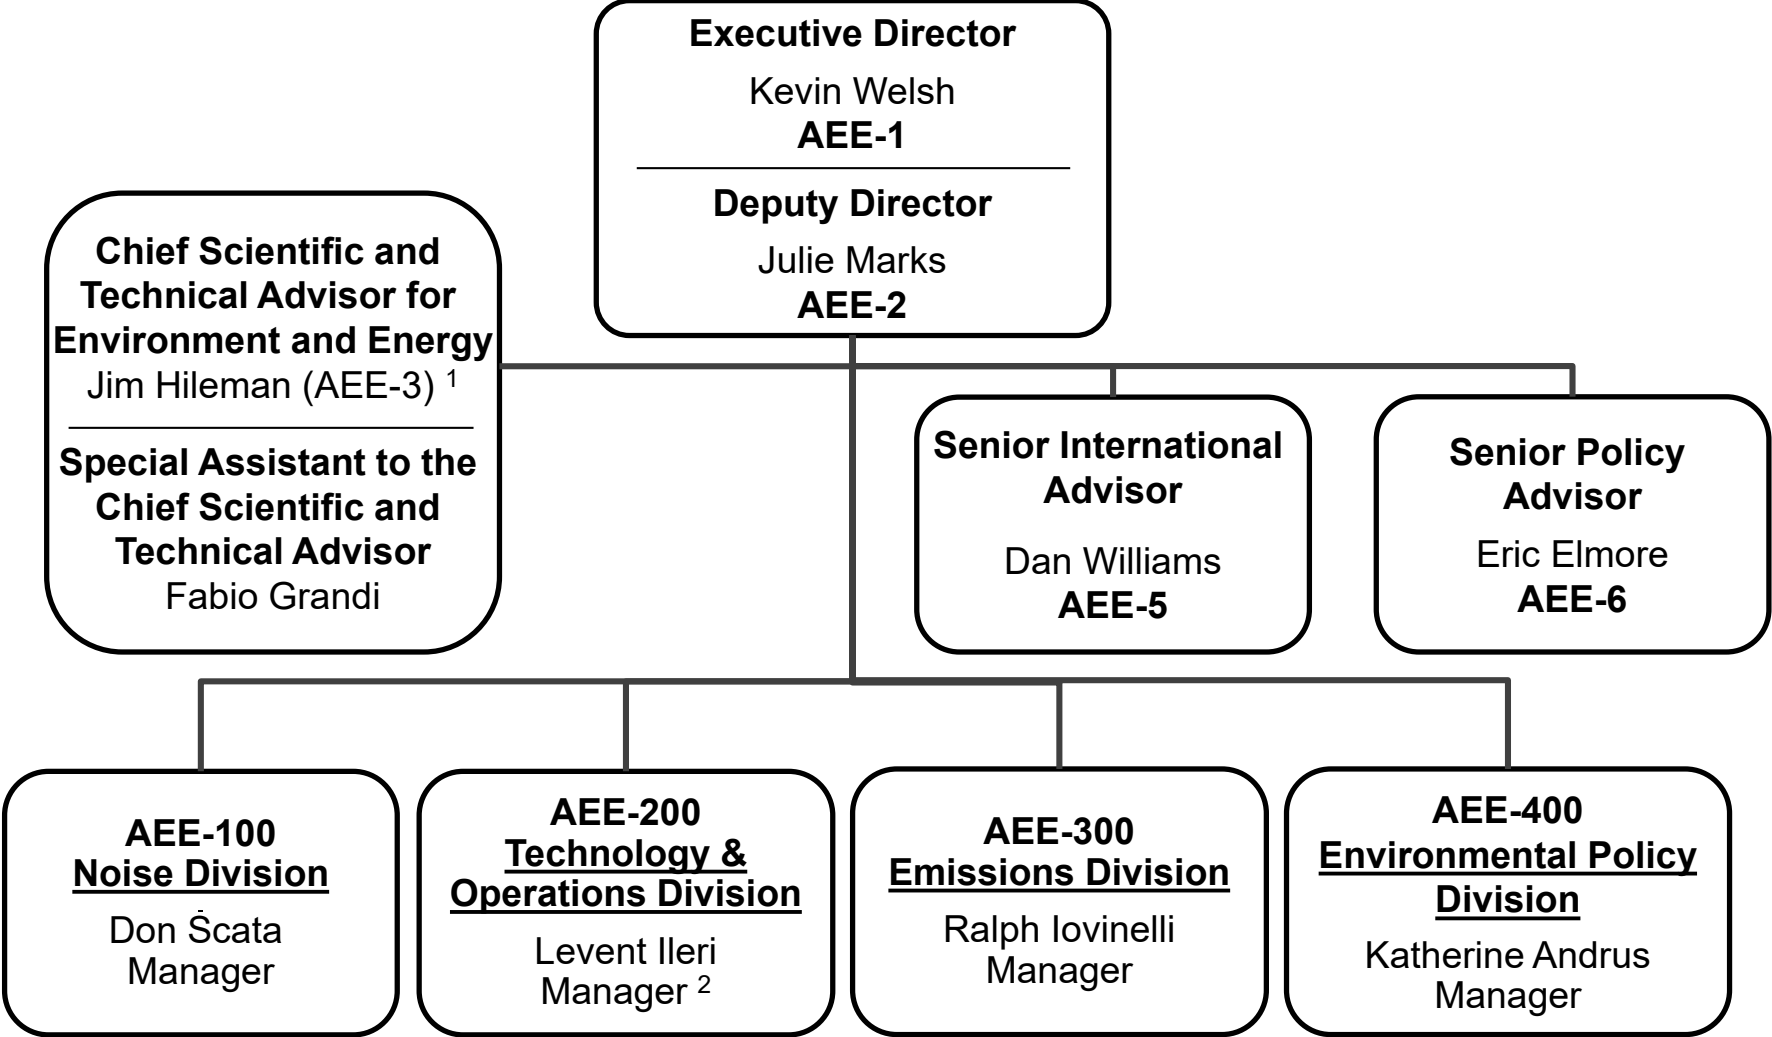 Executive Director
Kevin Welsh
AEE-1
Deputy Director
Julie Marks
AEE-2
Chief Scientific and
Technical Advisor for
Environment and Energy
Jim Hileman (AEE-3) 1
Special Assistant to the
Chief Scientific and
Technical Advisor
Fabio Grandi
Senior International
Advisor
Dan Williams
AEE-5
Senior Policy
Advisor
Eric Elmore
AEE-6
AEE-100
Noise Division
Don Scata
Manager
AEE-200
Technology &
Operations Division
Levent Ileri
Manager 2
AEE-300
Emissions Division
Ralph Iovinelli
Manager
AEE-400
Environmental Policy
Division
Katherine Andrus
Manager